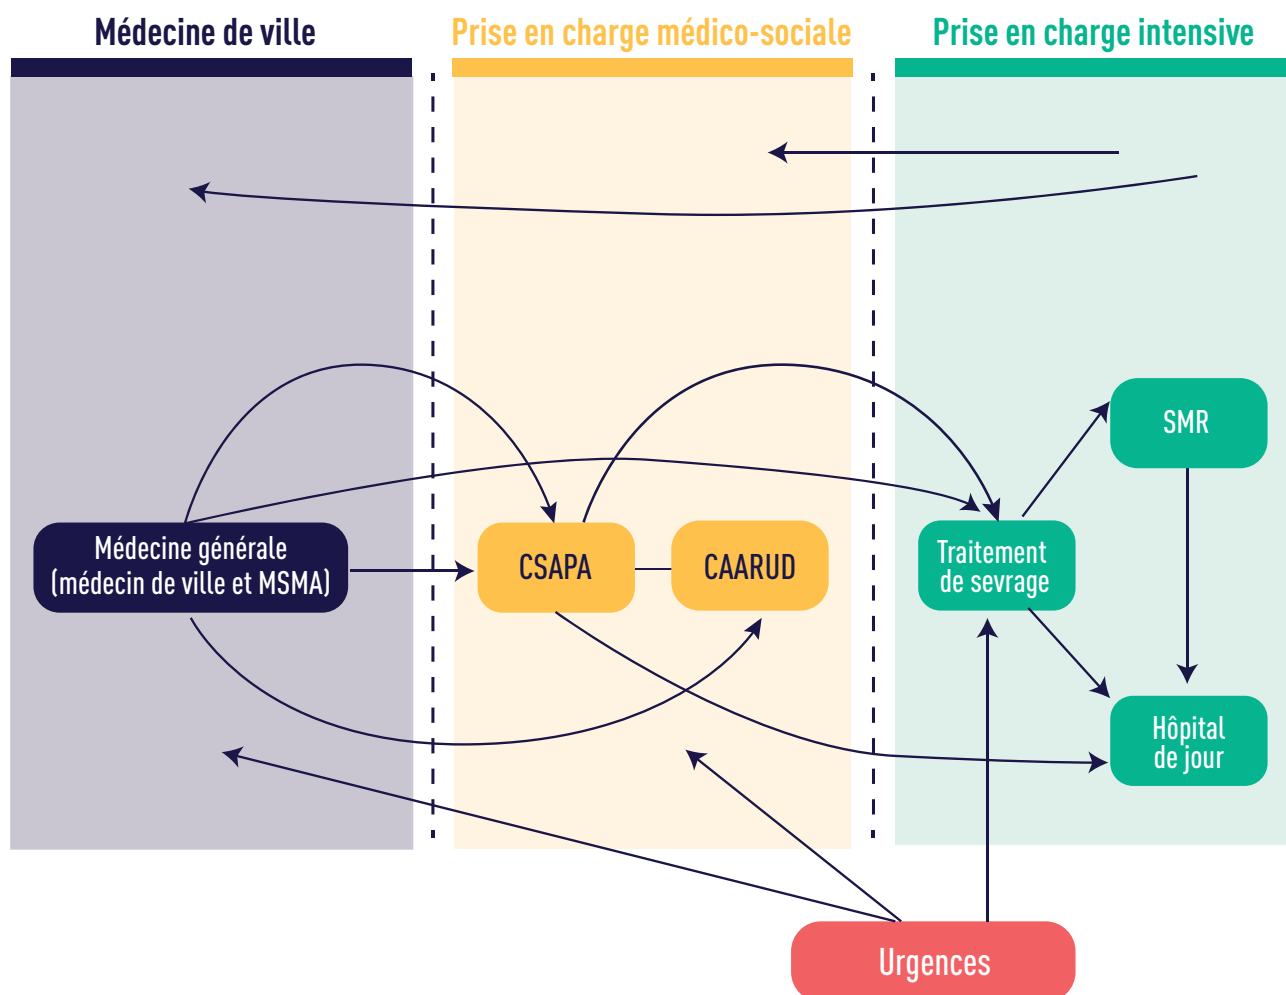 Médecine de ville
Prise en charge médico-sociale
Prise en charge intensive
SMR
Médecine générale
(médecin de ville et MSMA)
CSAPA
CAARUD
Traitement
de sevrage
Hôpital
de jour
Urgences